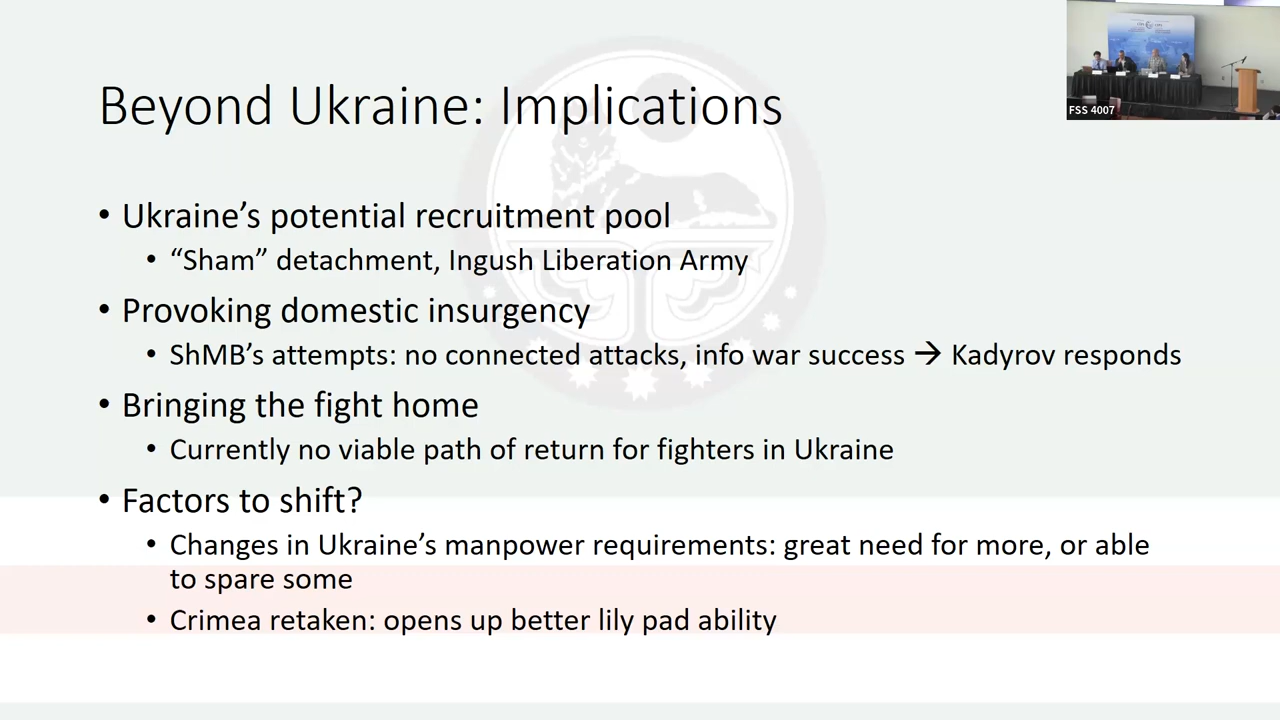 Beyond Ukraine: Implications
FSS 4007
• Ukraine’s potential recruitment pool
• “Sham” detachment, Ingush Liberation Army
• Provoking domestic insurgency
• ShMB’s attempts: no connected attacks, info war success → Kadyrov responds
• Bringing the fight home
• Currently no viable path of return for fighters in Ukraine
• Factors to shift?
• Changes in Ukraine’s manpower requirements: great need for more, or able
to spare some
• Crimea retaken: opens up better lily pad ability